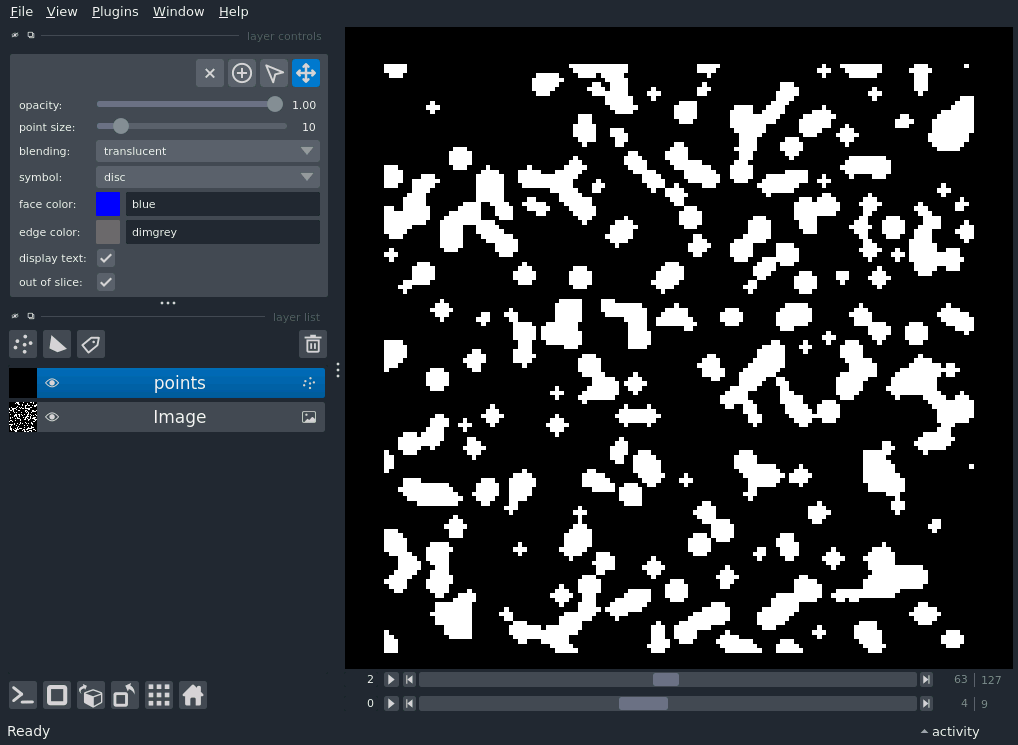 File View Plugins Window Help
layer controls
opacity: 1.00
point size: 10
blending: translucent
symbol: disc
face color: blue
edge color: dimgrey
display text:
out of slice:
layer list
points
Image
2 63 127
0 4 9
Ready activity